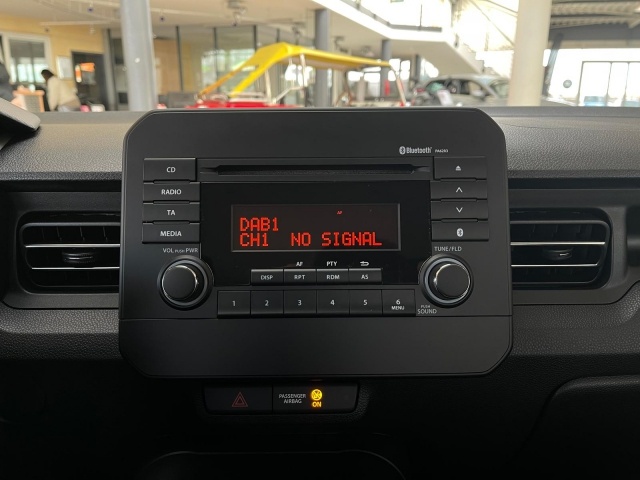 Bluetooth PA4283
CD
RADIO
TA
MEDIA
AF
DAB1
CH1 NO SIGNAL
VOL PUSH PWR
TUNE/FLD
AF PTY
DISP RPT RDM AS
1 2 3 4 5 6
MENU
PUSH
SOUND
PASSENGER
AIRBAG
ON